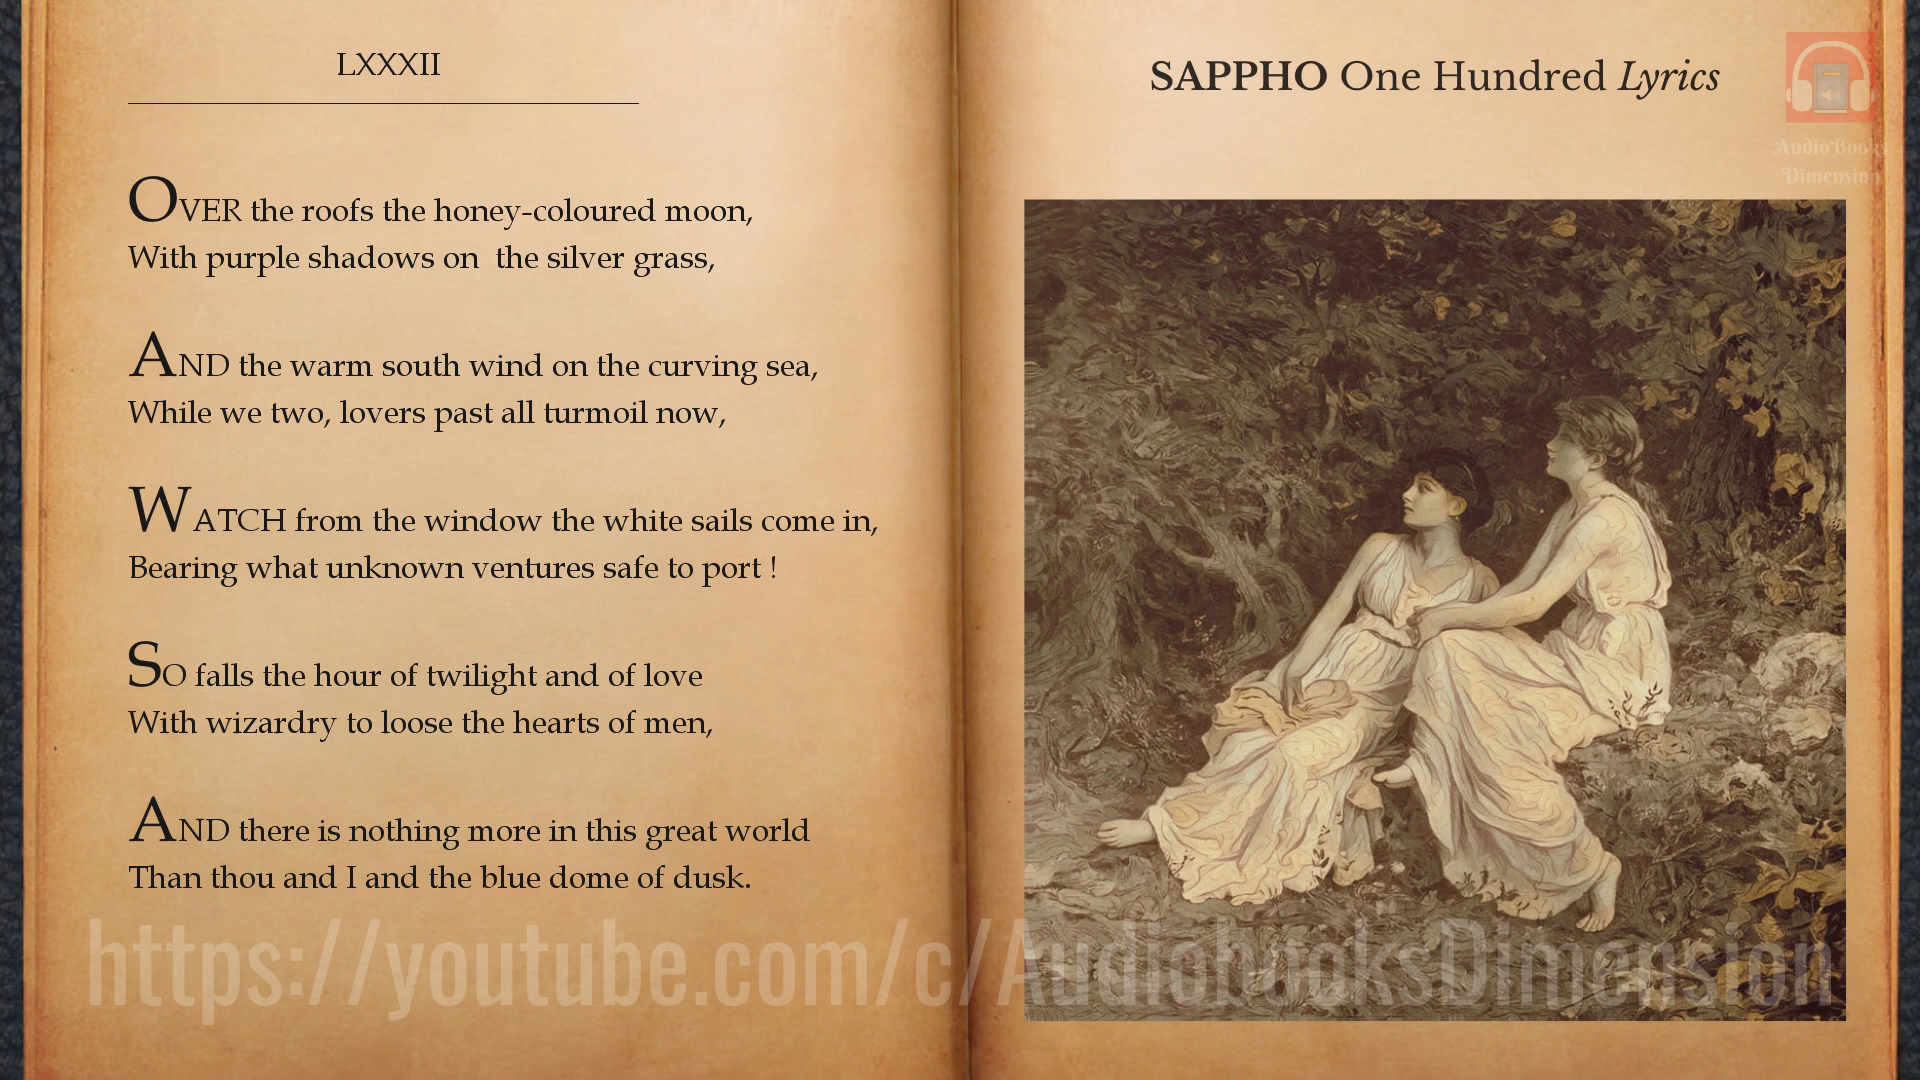 LXXXII
OVER the roofs the honey-coloured moon,
With purple shadows on the silver grass,
AND the warm south wind on the curving sea,
While we two, lovers past all turmoil now,
WATCH from the window the white sails come in,
Bearing what unknown ventures safe to port !
SO falls the hour of twilight and of love
With wizardry to loose the hearts of men,
AND there is nothing more in this great world
Than thou and I and the blue dome of dusk.
SAPPHO One Hundred Lyrics
AudioBooks
Dimension
https://youtube.com/c/AudiobooksDimension